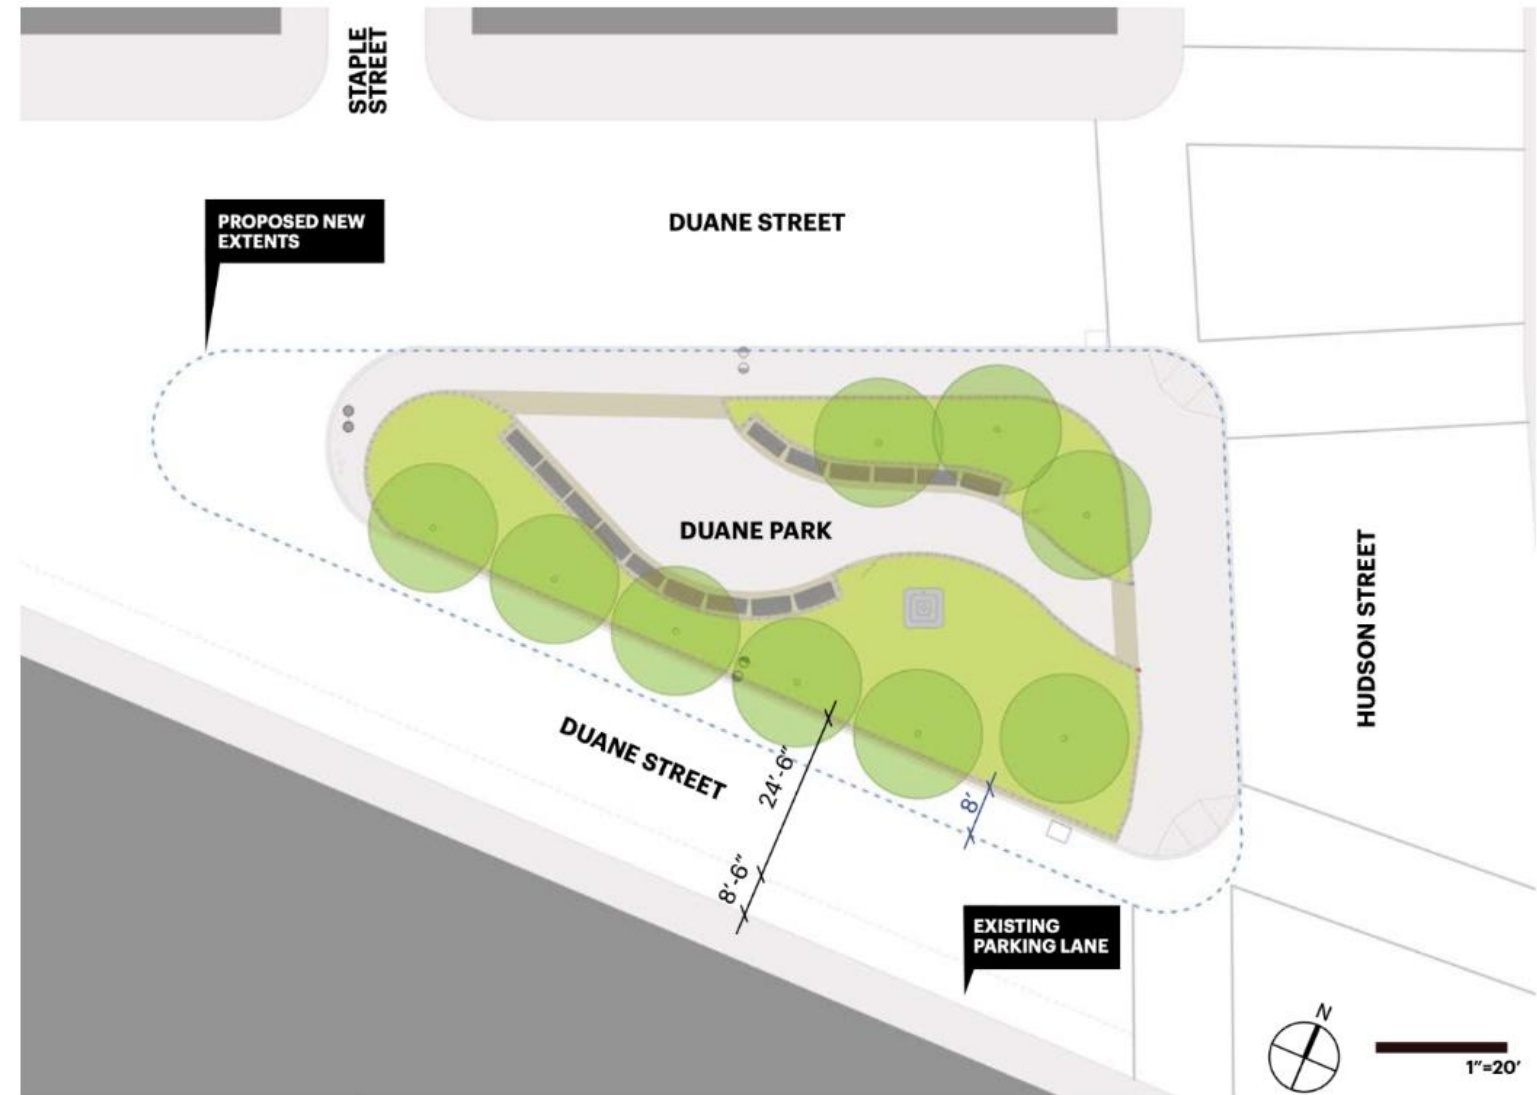 STAPLE
STREET
PROPOSED NEW
EXTENTS
DUANE STREET
DUANE PARK
HUDSON STREET
DUANE STREET
24'-6"
8'
8'-6"
EXISTING
PARKING LANE
N
1"=20'